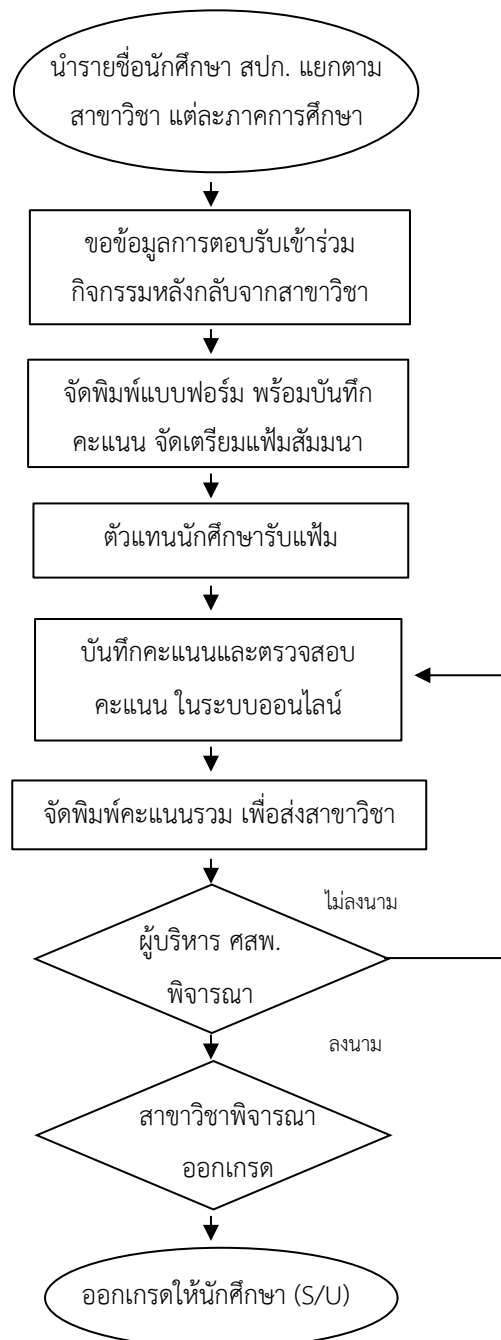 นำรายชื่อนักศึกษา สปก. แยกตาม
สาขาวิชา แต่ละภาคการศึกษา
ขอข้อมูลการตอบรับเข้าร่วม
กิจกรรมหลังกลับจากสาขาวิชา
จัดพิมพ์แบบฟอร์ม พร้อมบันทึก
คะแนน จัดเตรียมแฟ้มสัมมนา
ตัวแทนนักศึกษารับแฟ้ม
บันทึกคะแนนและตรวจสอบ
คะแนน ในระบบออนไลน์
จัดพิมพ์คะแนนรวม เพื่อส่งสาขาวิชา
ไม่ลงนาม
ผู้บริหาร ศสพ.
พิจารณา
ลงนาม
สาขาวิชาพิจารณา
ออกเกรด
ออกเกรดให้นักศึกษา (S/U)